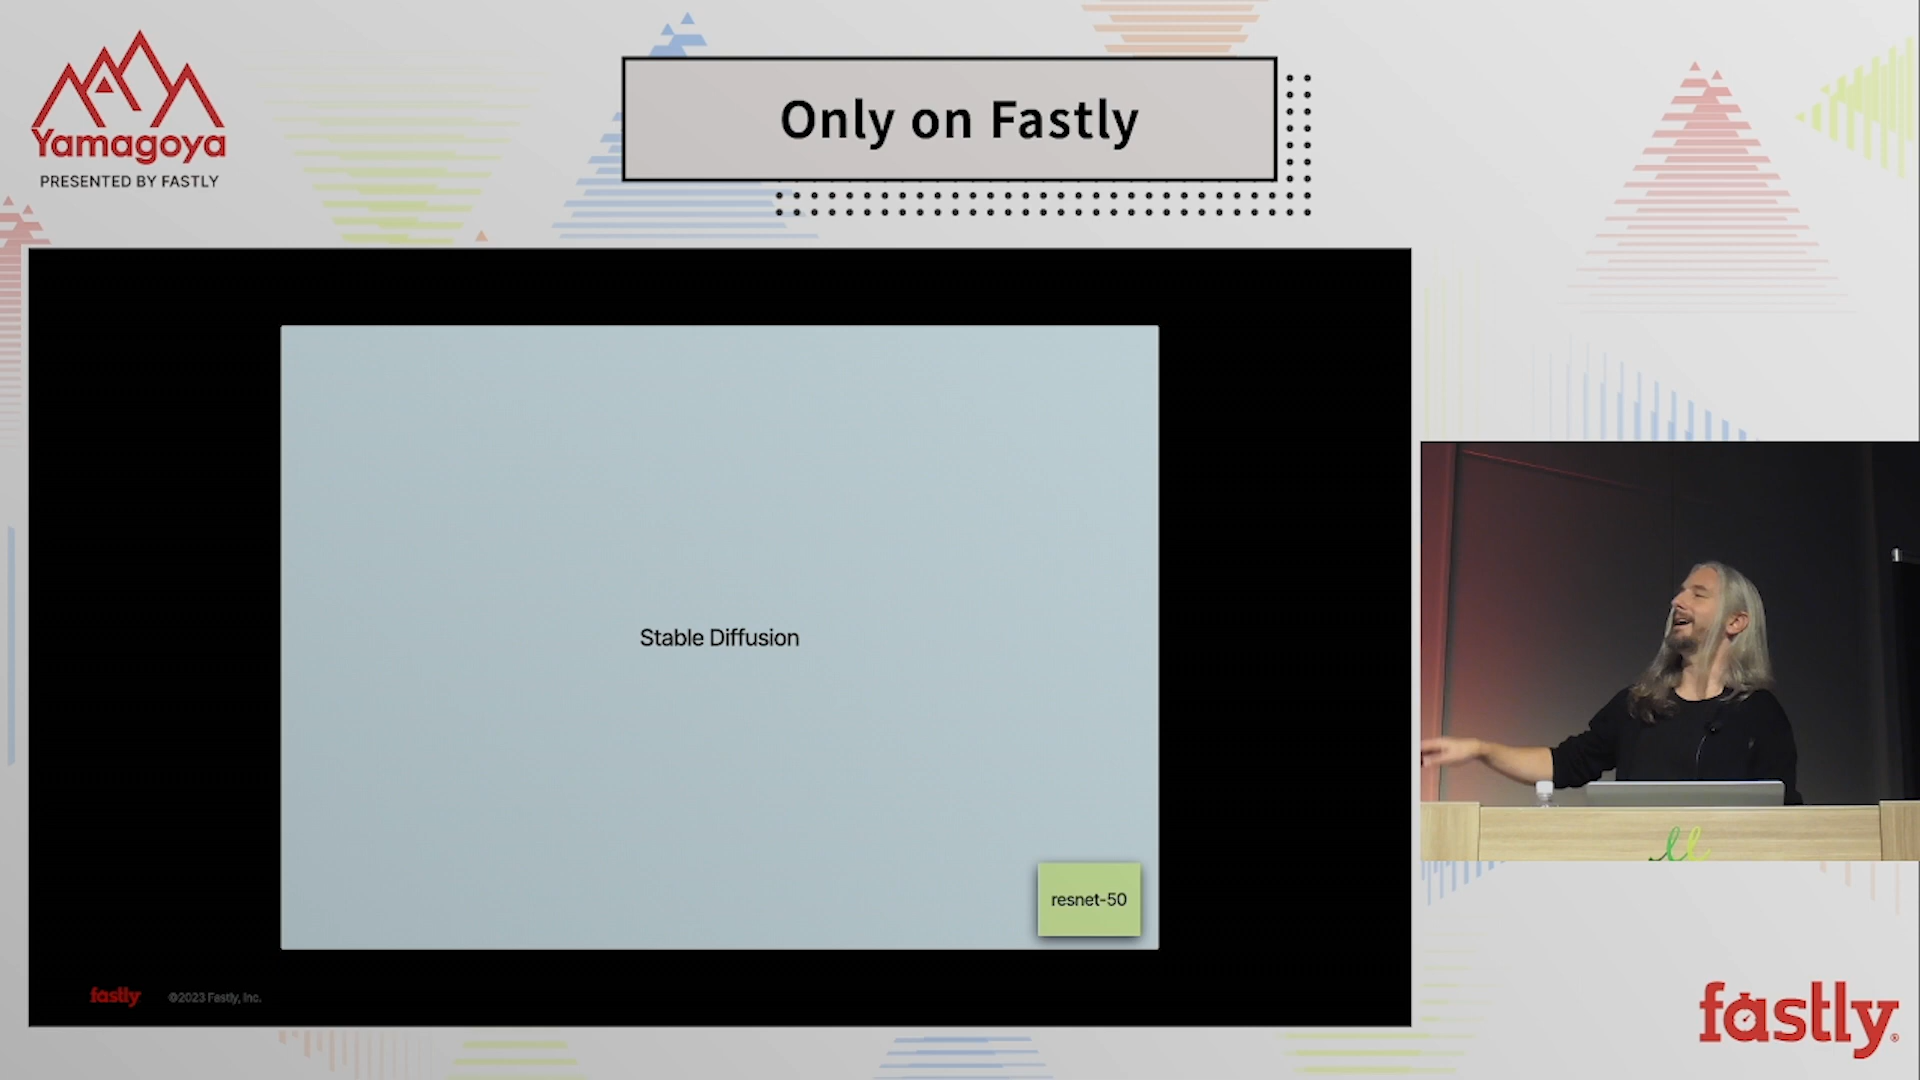 Yamagoya
PRESENTED BY FASTLY
Only on Fastly
Stable Diffusion
resnet-50
fastly
©2023 Fastly, Inc.
fastly®